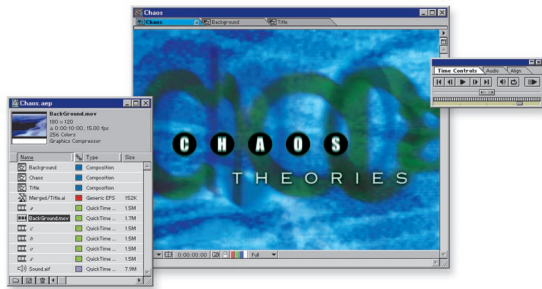 Chaos
Chaos Background Title
CHAOS
THEORIES
0:00:00:00 Full
Time Controls Audio Align
Chaos.aep
BackGround.mov
180 x 120
Δ 0:00:10:00, 15.00 fps
256 Colors
Graphics Compressor
Name Type Size
Background Composition
Chaos Composition
Title Composition
Merged/Title.ai Generic EPS 152K
QuickTime ... 1.5M
BackGround.mov QuickTime ... 1.7M
QuickTime ... 1.5M
QuickTime ... 1.5M
QuickTime ... 1.5M
QuickTime ... 1.5M
Sound.aif QuickTime ... 7.9M